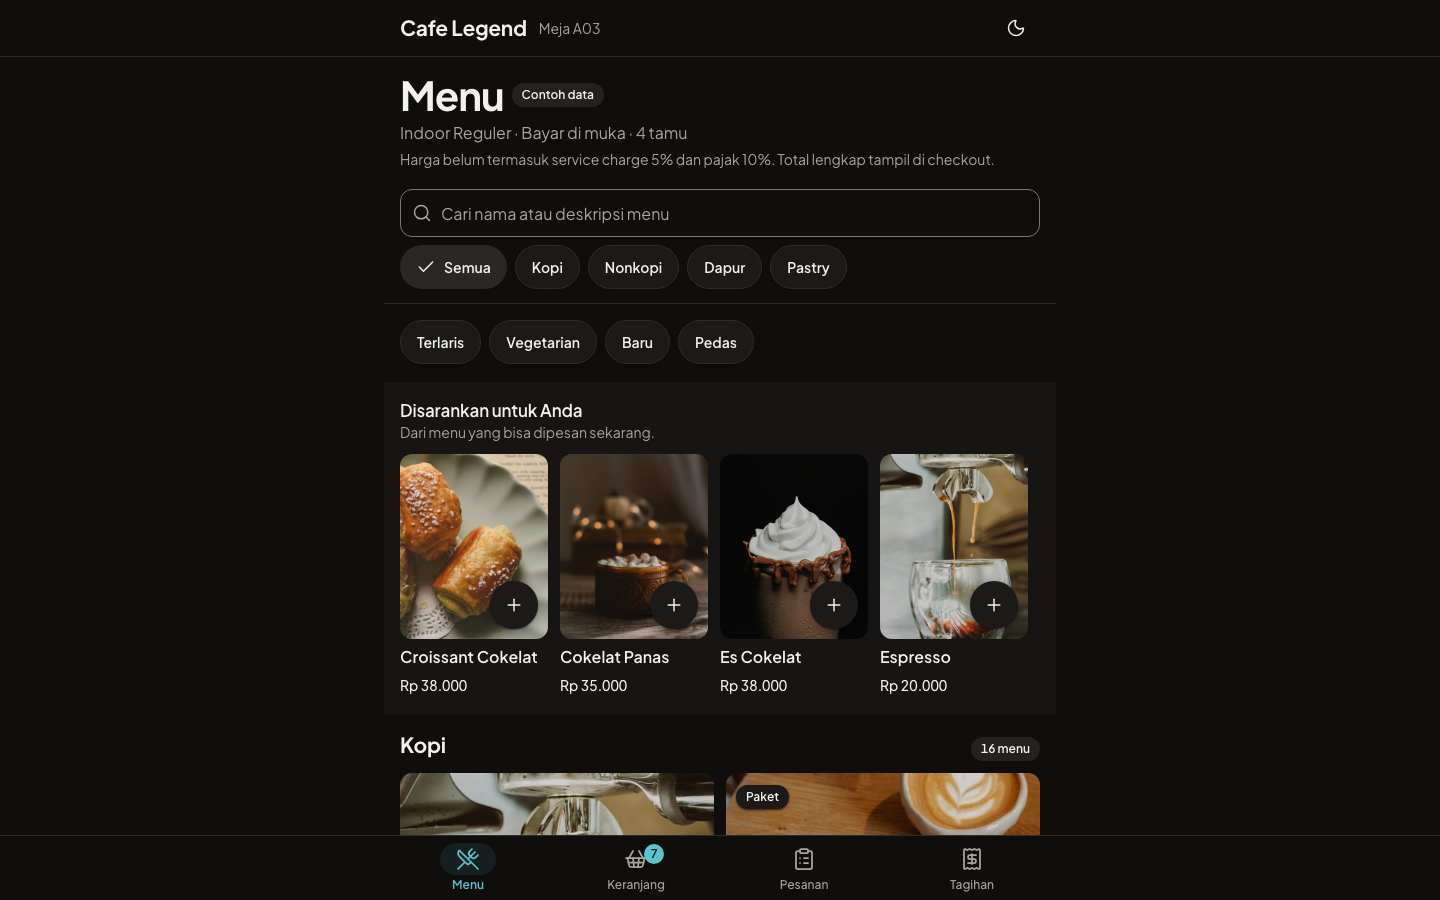 Cafe Legend Meja A03
Menu Contoh data
Indoor Reguler · Bayar di muka · 4 tamu
Harga belum termasuk service charge 5% dan pajak 10%. Total lengkap tampil di checkout.
Cari nama atau deskripsi menu
Semua Kopi Nonkopi Dapur Pastry
Terlaris Vegetarian Baru Pedas
Disarankan untuk Anda
Dari menu yang bisa dipesan sekarang.
Croissant Cokelat Cokelat Panas Es Cokelat Espresso
Rp 38.000 Rp 35.000 Rp 38.000 Rp 20.000
Kopi 16 menu
Paket
7
Menu Keranjang Pesanan Tagihan